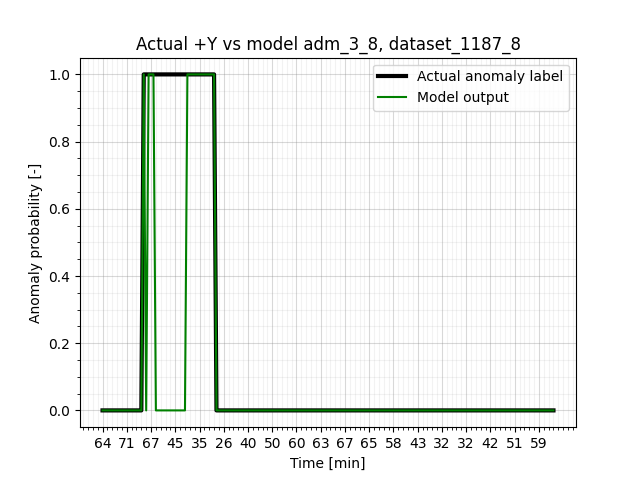 Actual +Y vs model adm_3_8, dataset_1187_8
Actual anomaly label
Model output
Anomaly probability [-]
1.0
0.8
0.6
0.4
0.2
0.0
64 71 67 45 35 26 40 50 60 63 67 65 58 43 32 32 42 51 59
Time [min]